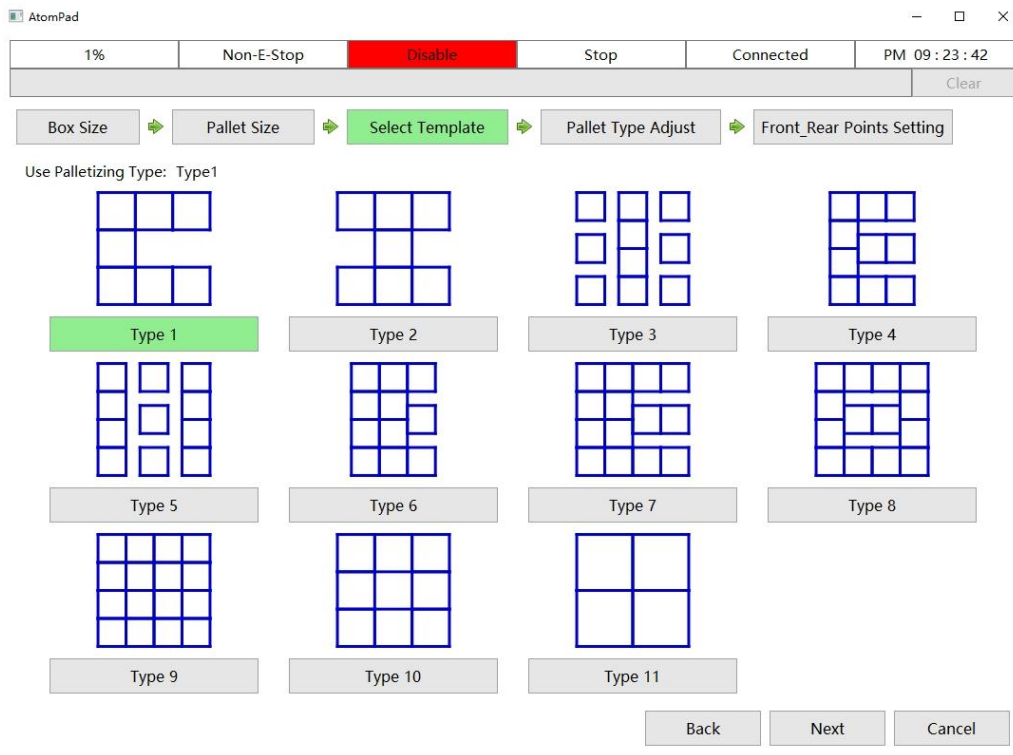 AtomPad
1% Non-E-Stop Disable Stop Connected PM 09 : 23 : 42
Clear
Box Size Pallet Size Select Template Pallet Type Adjust Front_Rear Points Setting
Use Palletizing Type: Type1
Type 1 Type 2 Type 3 Type 4
Type 5 Type 6 Type 7 Type 8
Type 9 Type 10 Type 11
Back Next Cancel